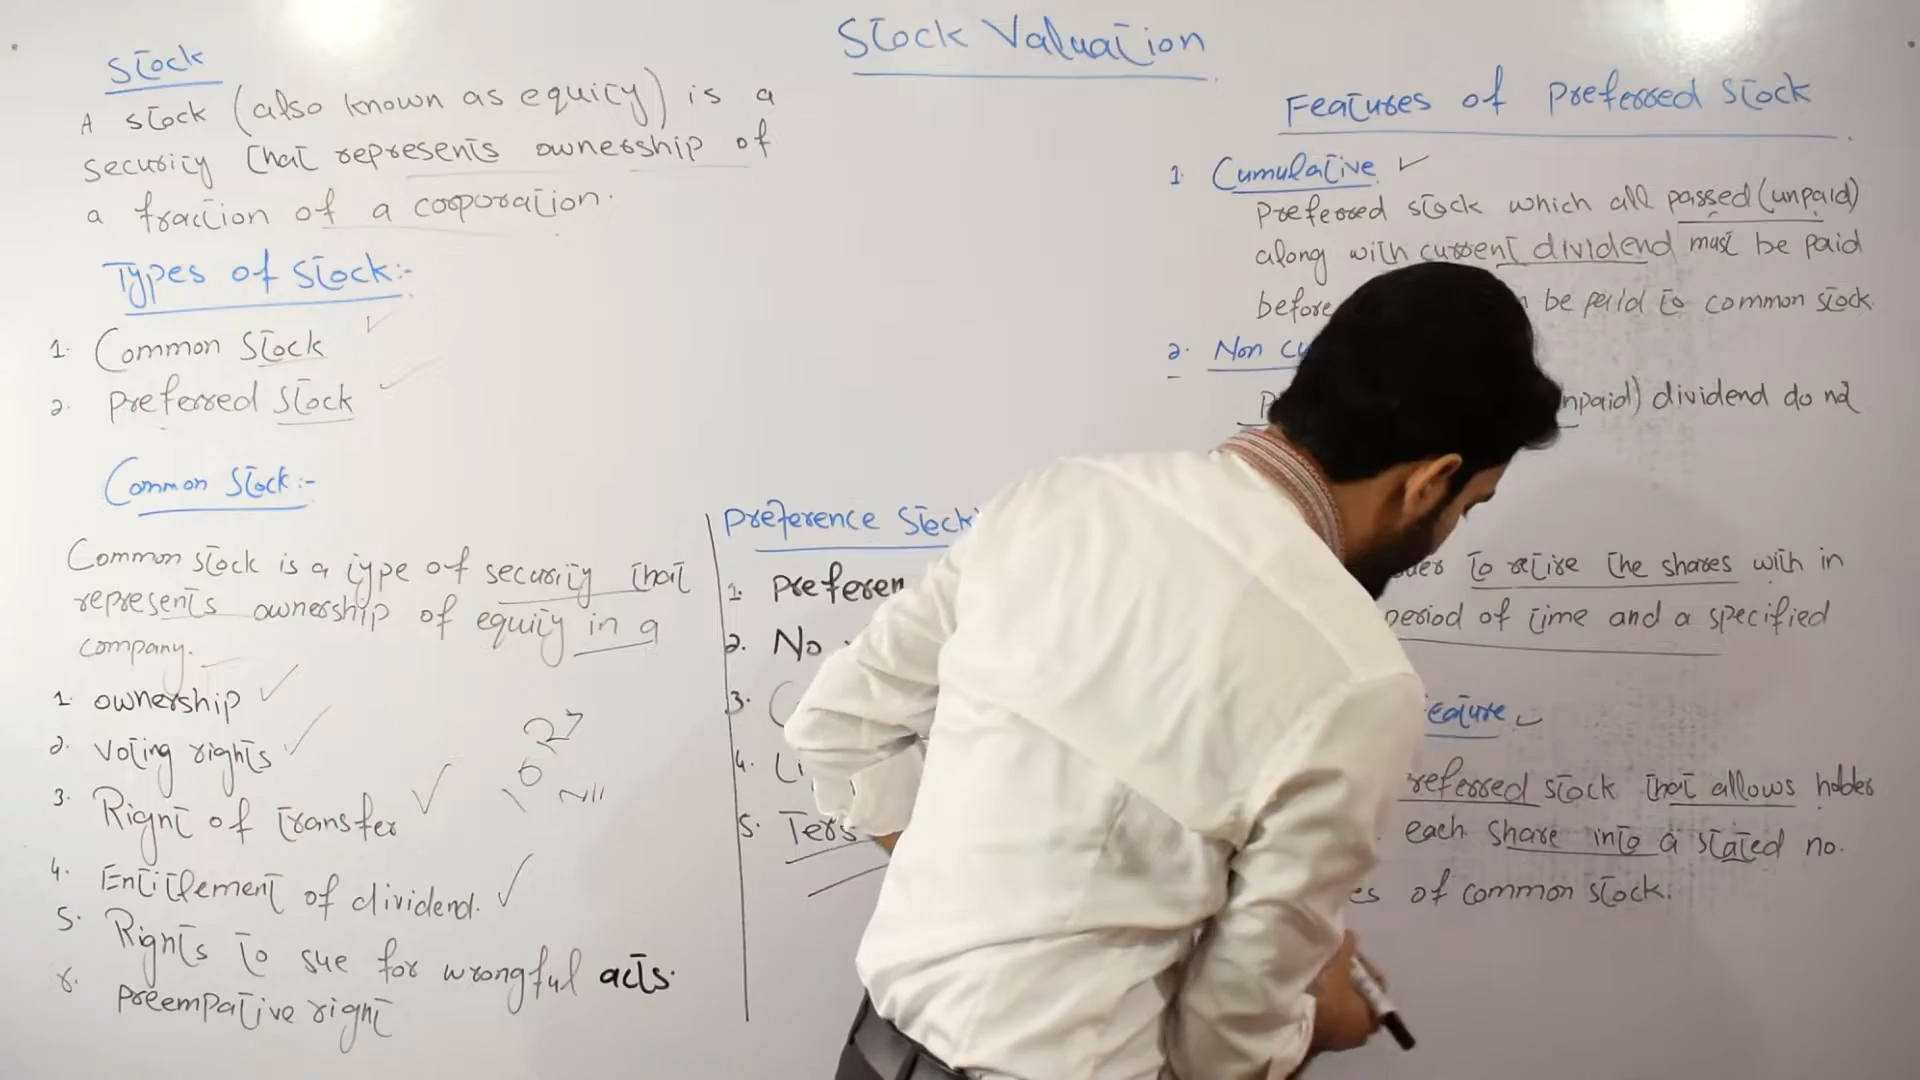 Stock Valuation
Stock
A stock (also known as equity) is a
security that represents ownership of
a fraction of a corporation.
Types of Stock:-
1. Common Stock
2. Preferred Stock
Common Stock:-
Common stock is a type of security that
represents ownership of equity in a
company.
1. ownership
2. Voting rights
3. Right of transfer
4. Entitlement of dividend.
5. Rights to sue for wrongful acts.
preempative right
Preference Stock
1.
2. No
3.
4.
5.
Features of Preferred Stock
1. Cumulative
Preferred stock which all passed (unpaid)
along with current dividend must be paid
before be paid to common stock
2. Non
dividend do not
to retire the shares with in
period of time and a specified
stock that allows holder
each share into a stated no.
of common stock.